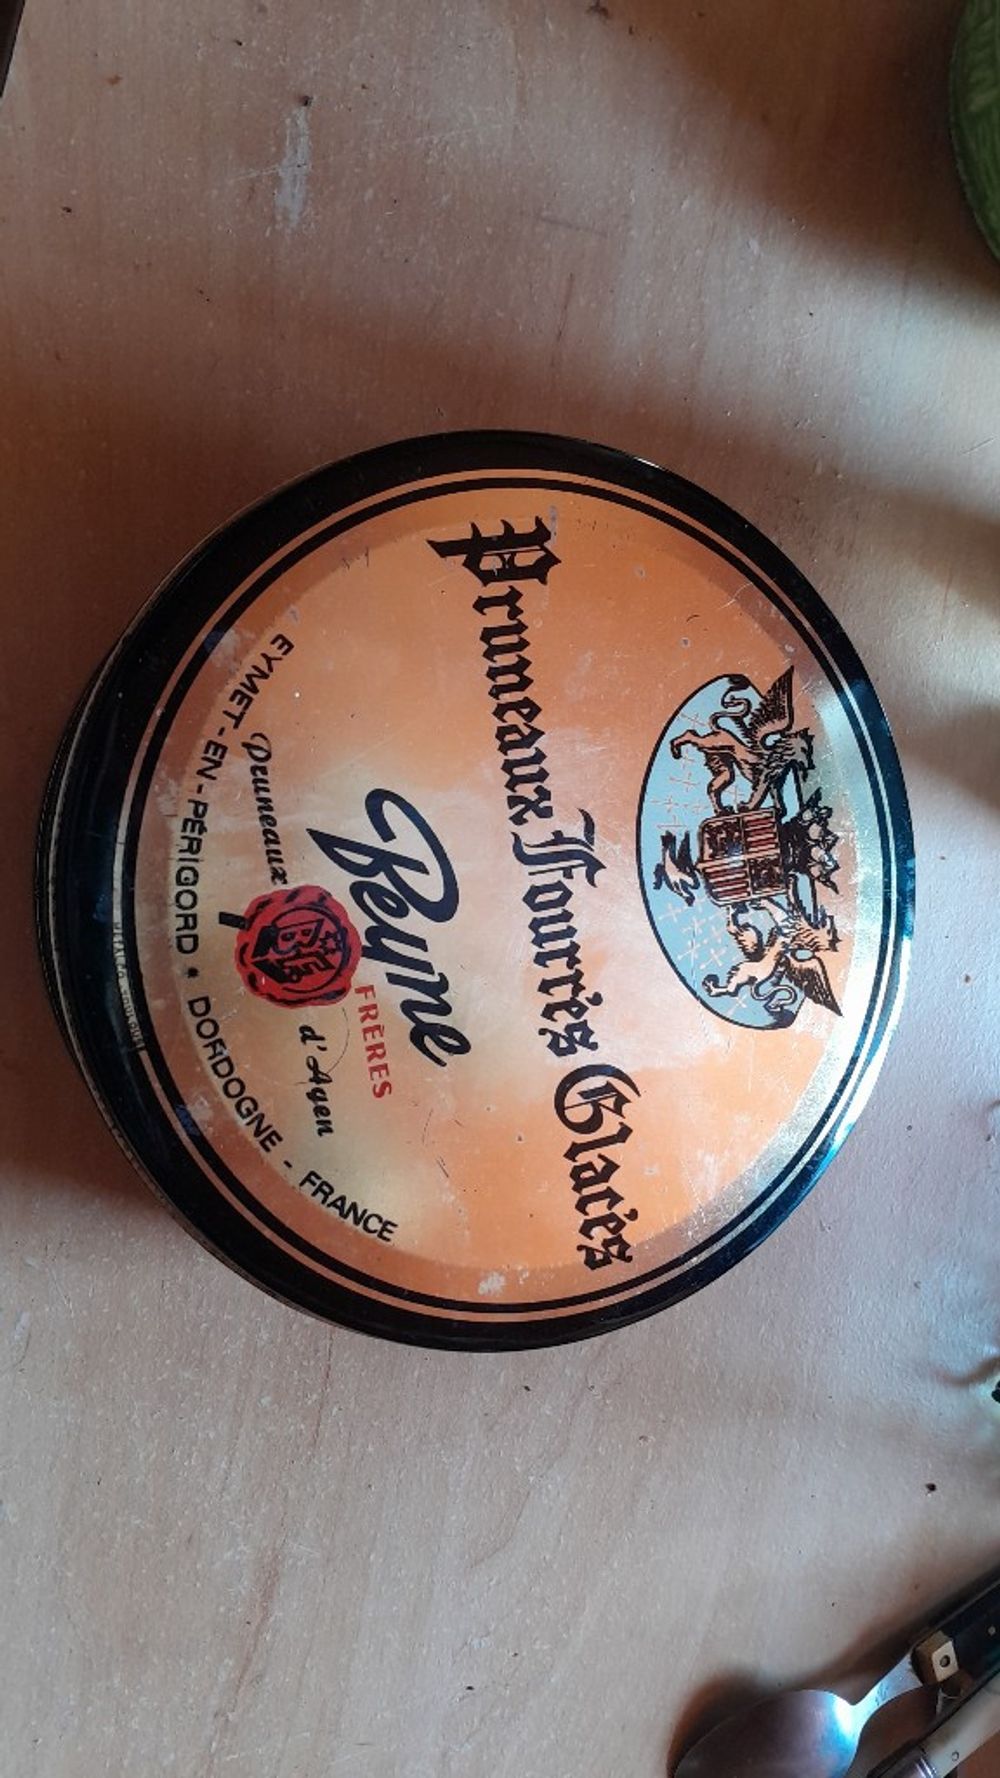 Pruneaux Fourrés Glacés
Beyne
FRÈRES
Pruneaux d'Agen
EYMET-EN-PÉRIGORD • DORDOGNE - FRANCE